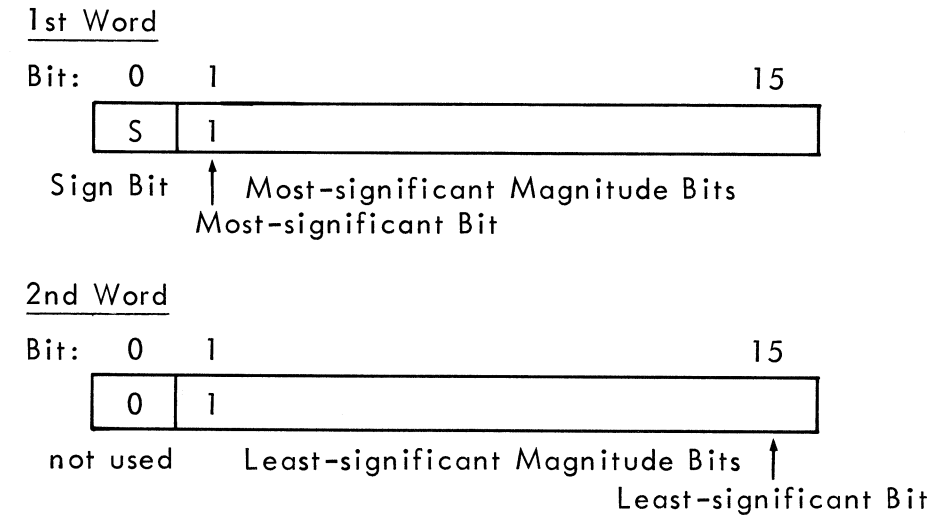 1st Word
Bit: 0 1 15
S 1
Sign Bit Most-significant Magnitude Bits
Most-significant Bit
2nd Word
Bit: 0 1 15
0 1
not used Least-significant Magnitude Bits
Least-significant Bit